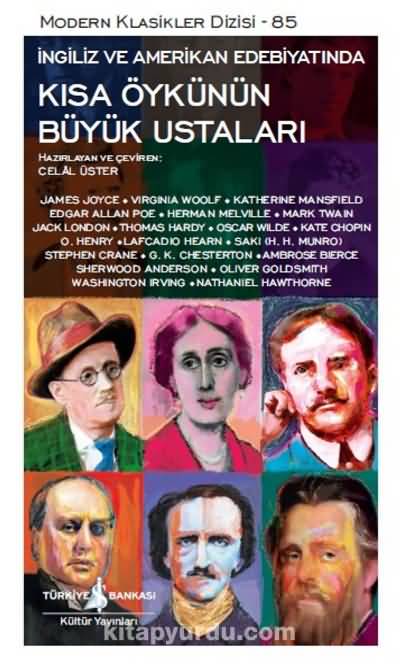 Modern Klasikler Dizisi - 85
İNGİLİZ VE AMERİKAN EDEBİYATINDA
KISA ÖYKÜNÜN
BÜYÜK USTALARI
Hazırlayan ve çeviren:
CELÂL ÜSTER
JAMES JOYCE ♦ VIRGINIA WOOLF ♦ KATHERINE MANSFIELD
EDGAR ALLAN POE ♦ HERMAN MELVILLE ♦ MARK TWAIN
JACK LONDON ♦ THOMAS HARDY ♦ OSCAR WILDE ♦ KATE CHOPIN
O. HENRY ♦ LAFCADIO HEARN ♦ SAKI (H. H. MUNRO)
STEPHEN CRANE ♦ G. K. CHESTERTON ♦ AMBROSE BIERCE
SHERWOOD ANDERSON ♦ OLIVER GOLDSMITH
WASHINGTON IRVING ♦ NATHANIEL HAWTHORNE
TÜRKİYE İŞ BANKASI
Kültür Yayınları
kitapyurdu.com